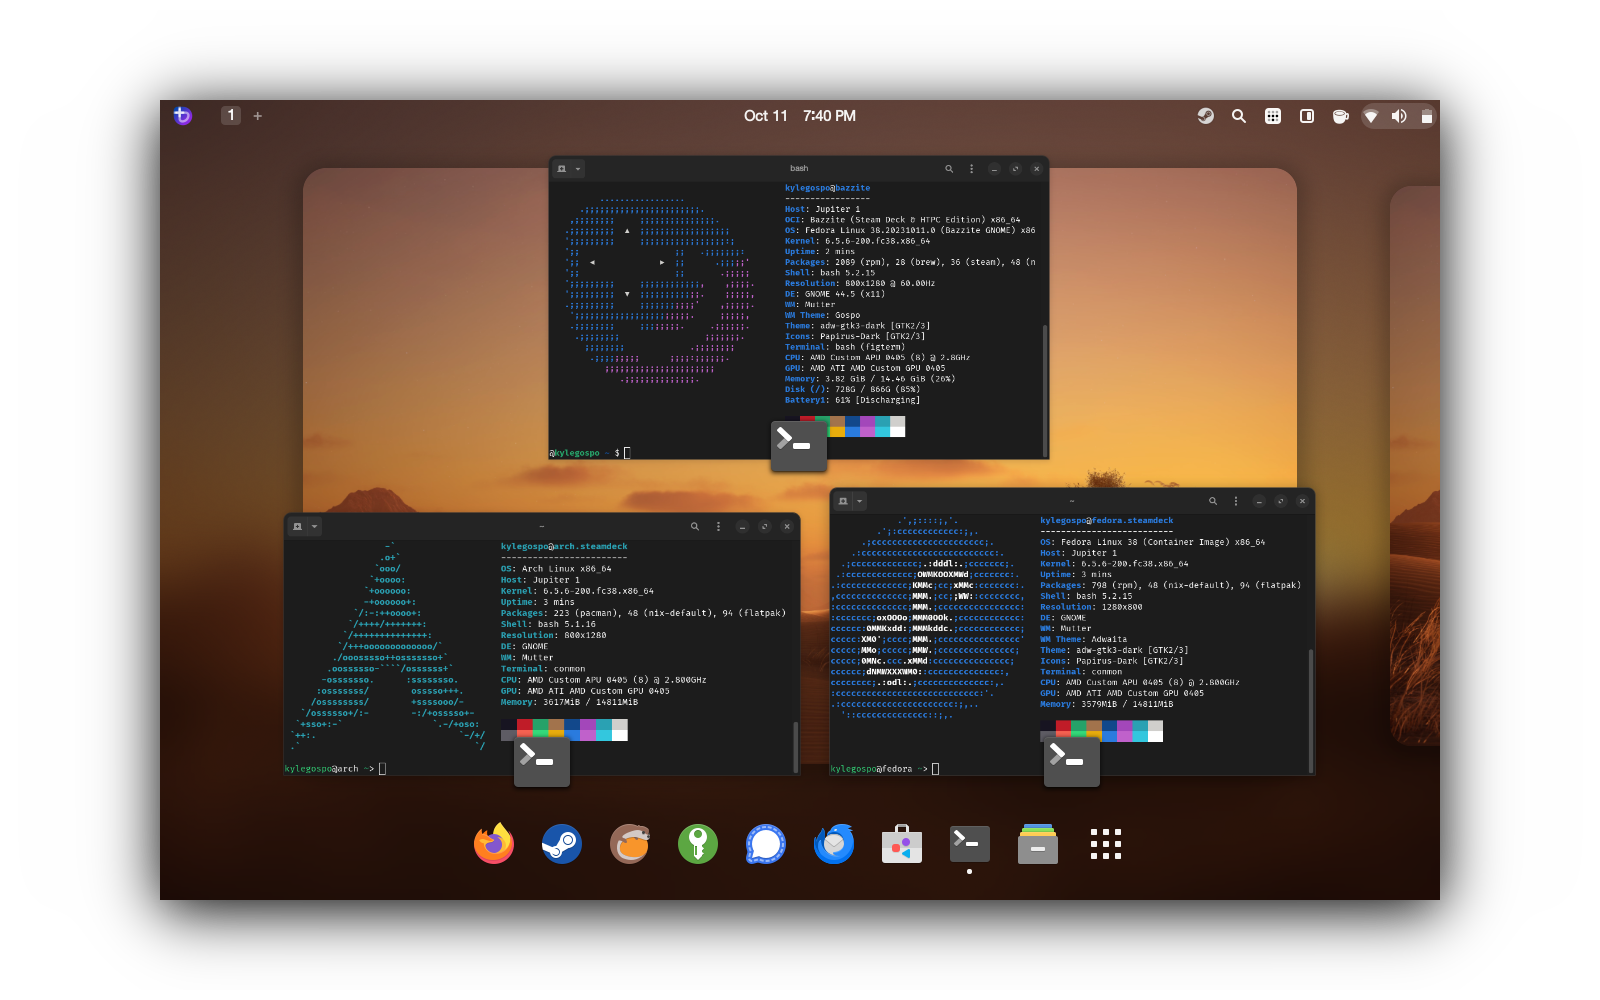 1 +
Oct 11 7:40 PM
bash
kylegospo@bazzite
-----------------
Host: Jupiter 1
OCI: Bazzite (Steam Deck & HTPC Edition) x86_64
OS: Fedora Linux 38.20231011.0 (Bazzite GNOME) x86
Kernel: 6.5.6-200.fc38.x86_64
Uptime: 2 mins
Packages: 2089 (rpm), 28 (brew), 36 (steam), 48 (n
Shell: bash 5.2.15
Resolution: 800x1280 @ 60.00Hz
DE: GNOME 44.5 (x11)
WM: Mutter
WM Theme: Gospo
Theme: adw-gtk3-dark [GTK2/3]
Icons: Papirus-Dark [GTK2/3]
Terminal: bash (figterm)
CPU: AMD Custom APU 0405 (8) @ 2.8GHz
GPU: AMD ATI AMD Custom GPU 0405
Memory: 3.82 GiB / 14.46 GiB (26%)
Disk (/): 728G / 866G (85%)
Battery1: 61% [Discharging]
@kylegospo ~ $
~
kylegospo@arch.steamdeck
------------------------
OS: Arch Linux x86_64
Host: Jupiter 1
Kernel: 6.5.6-200.fc38.x86_64
Uptime: 3 mins
Packages: 223 (pacman), 48 (nix-default), 94 (flatpak)
Shell: bash 5.1.16
Resolution: 800x1280
DE: GNOME
WM: Mutter
Terminal: conmon
CPU: AMD Custom APU 0405 (8) @ 2.800GHz
GPU: AMD ATI AMD Custom GPU 0405
Memory: 3617MiB / 14811MiB
kylegospo@arch ~>
~
kylegospo@fedora.steamdeck
--------------------------
OS: Fedora Linux 38 (Container Image) x86_64
Host: Jupiter 1
Kernel: 6.5.6-200.fc38.x86_64
Uptime: 3 mins
Packages: 798 (rpm), 48 (nix-default), 94 (flatpak)
Shell: bash 5.2.15
Resolution: 1280x800
DE: GNOME
WM: Mutter
WM Theme: Adwaita
Theme: adw-gtk3-dark [GTK2/3]
Icons: Papirus-Dark [GTK2/3]
Terminal: conmon
CPU: AMD Custom APU 0405 (8) @ 2.800GHz
GPU: AMD ATI AMD Custom GPU 0405
Memory: 3579MiB / 14811MiB
kylegospo@fedora ~>